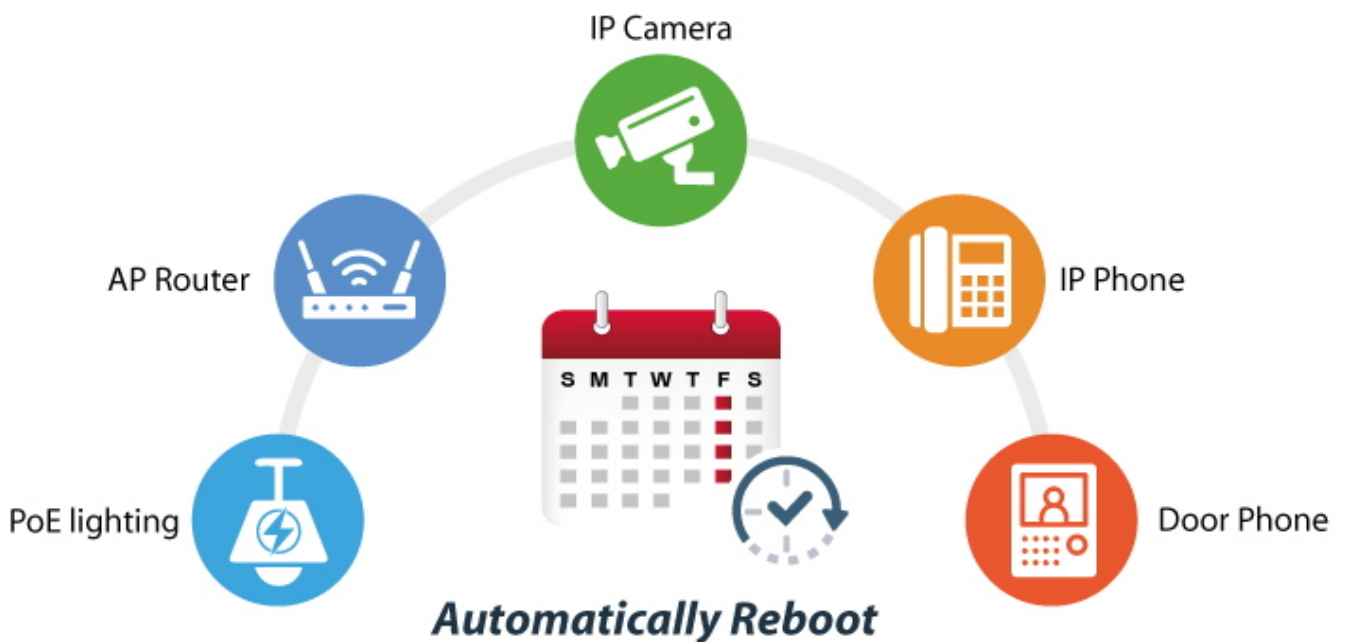 IP Camera
AP Router
IP Phone
S M T W T F S
PoE lighting
Door Phone
Automatically Reboot